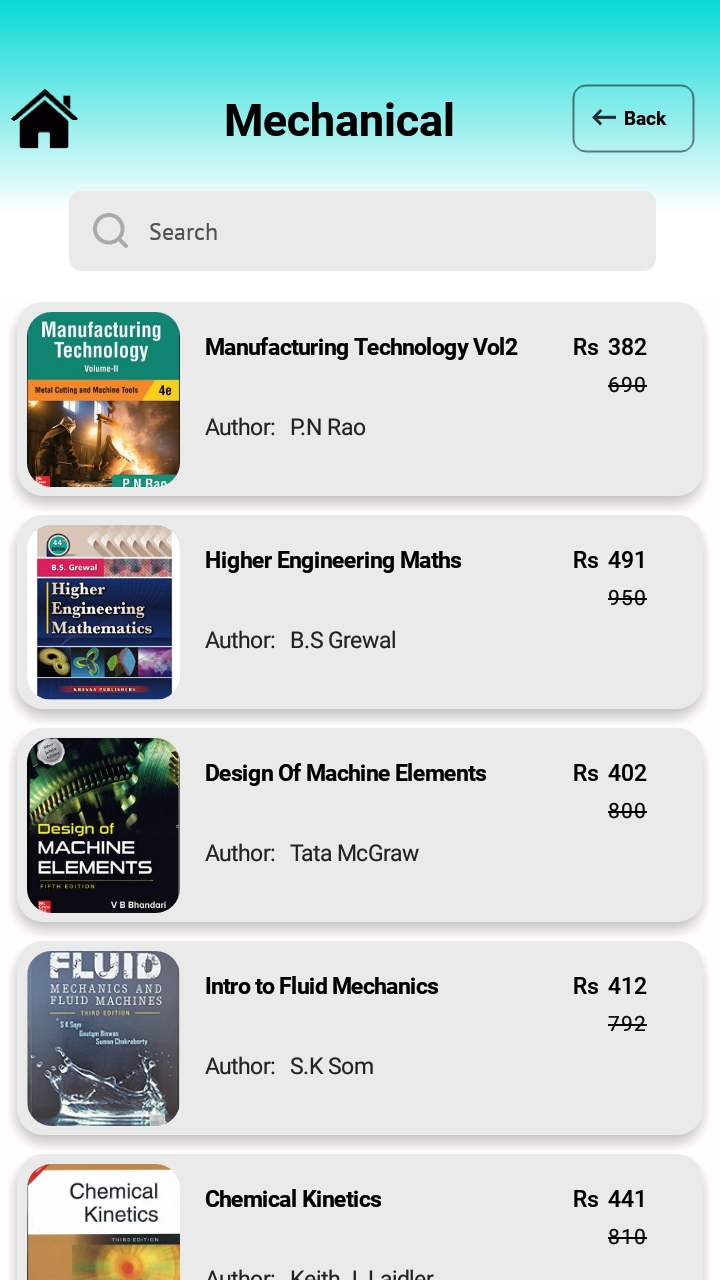 Mechanical
Back
Search
Manufacturing
Technology
Volume-II
Metal Cutting and Machine Tools 4e
P N Rao
Manufacturing Technology Vol2 Rs 382
690
Author: P.N Rao
44th
B.S. Grewal
Higher
Engineering
Mathematics
KHANNA PUBLISHERS
Higher Engineering Maths Rs 491
950
Author: B.S Grewal
Design of
MACHINE
ELEMENTS
FIFTH EDITION
V B Bhandari
Design Of Machine Elements Rs 402
800
Author: Tata McGraw
FLUID
MECHANICS AND
FLUID MACHINES
THIRD EDITION
S K Som
Gautam Biswas
Suman Chakraborty
Intro to Fluid Mechanics Rs 412
792
Author: S.K Som
Chemical
Kinetics
THIRD EDITION
Chemical Kinetics Rs 441
810
Author: Keith J. Laidler